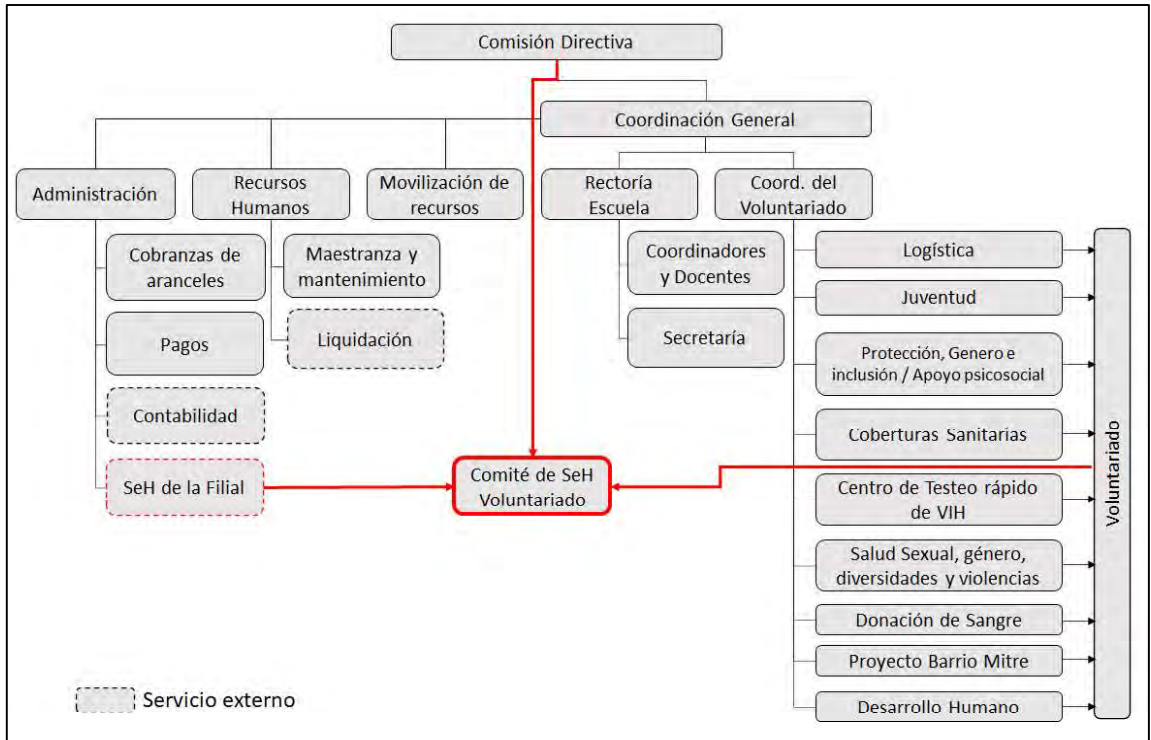 Comisión Directiva
Coordinación General
Administración
Recursos
Humanos
Movilización de
recursos
Rectoría
Escuela
Coord. del
Voluntariado
Cobranzas de
aranceles
Pagos
Contabilidad
SeH de la Filial
Maestranza y
mantenimiento
Liquidación
Comité de SeH
Voluntariado
Coordinadores
y Docentes
Secretaría
Logística
Juventud
Protección, Genero e
inclusión / Apoyo psicosocial
Coberturas Sanitarias
Centro de Testeo rápido
de VIH
Salud Sexual, género,
diversidades y violencias
Donación de Sangre
Proyecto Barrio Mitre
Desarrollo Humano
Voluntariado
Servicio externo